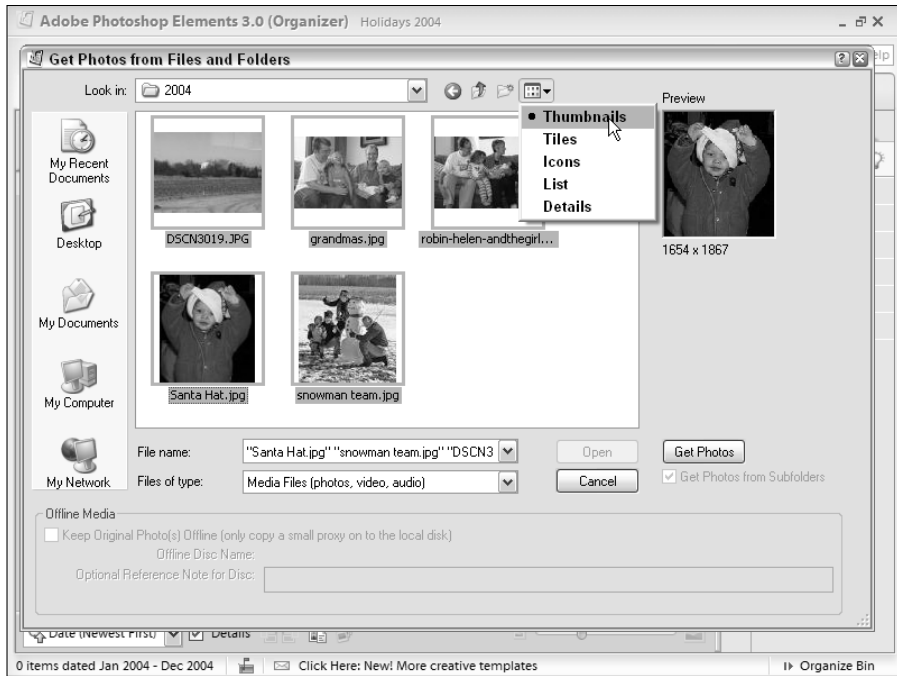 Adobe Photoshop Elements 3.0 (Organizer) Holidays 2004
Get Photos from Files and Folders
elp
Look in: 2004
Preview
Thumbnails
Tiles
Icons
List
Details
My Recent
Documents
Desktop
My Documents
My Computer
My Network
DSCN3019.JPG grandmas.jpg robin-helen-andthegirl...
1654 x 1867
Santa Hat.jpg snowman team.jpg
File name: "Santa Hat.jpg" "snowman team.jpg" "DSCN3 Open Get Photos
Files of type: Media Files (photos, video, audio) Cancel Get Photos from Subfolders
Offline Media
Keep Original Photo(s) Offline (only copy a small proxy on to the local disk)
Offline Disc Name:
Optional Reference Note for Disc:
Date (Newest First) Details
0 items dated Jan 2004 - Dec 2004 Click Here: New! More creative templates Organize Bin